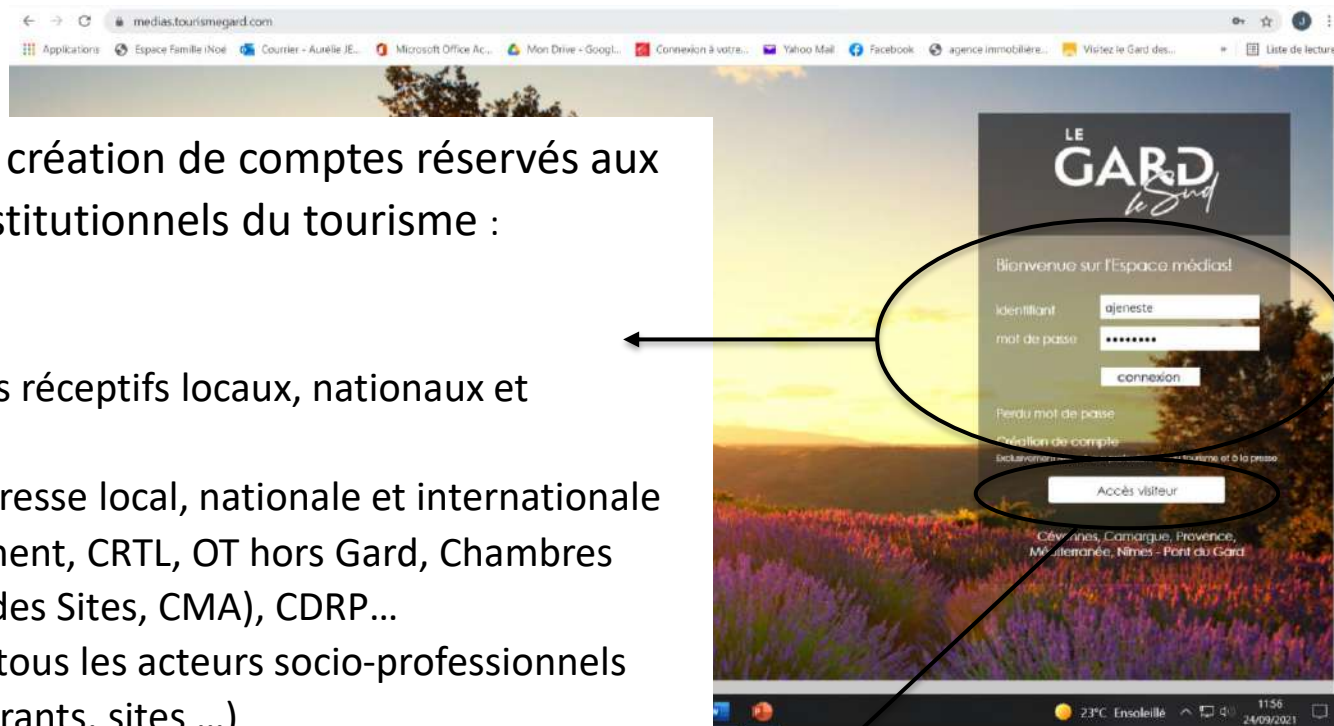 medias.tourismegard.com
Applications Espace Famille iNoé Courrier - Aurélie JE... Microsoft Office Ac... Mon Drive - Googl... Connexion à votre... Yahoo Mail Facebook agence immobilière... Visitez le Gard des... » Liste de lecture
création de comptes réservés aux
stitutionnels du tourisme :
s réceptifs locaux, nationaux et
resse local, nationale et internationale
nent, CRTL, OT hors Gard, Chambres
des Sites, CMA), CDRP...
tous les acteurs socio-professionnels
rants, sites ...)
LE
GARD
le Sud
Bienvenue sur l'Espace médias!
identifiant ajeneste
mot de passe ••••••••
connexion
Perdu mot de passe
Création de compte
Exclusivement tourisme et à la presse
Accès visiteur
Cévennes, Camargue, Provence,
Méditerranée, Nîmes - Pont du Gard
23°C Ensoleillé 11:56
24/09/2021